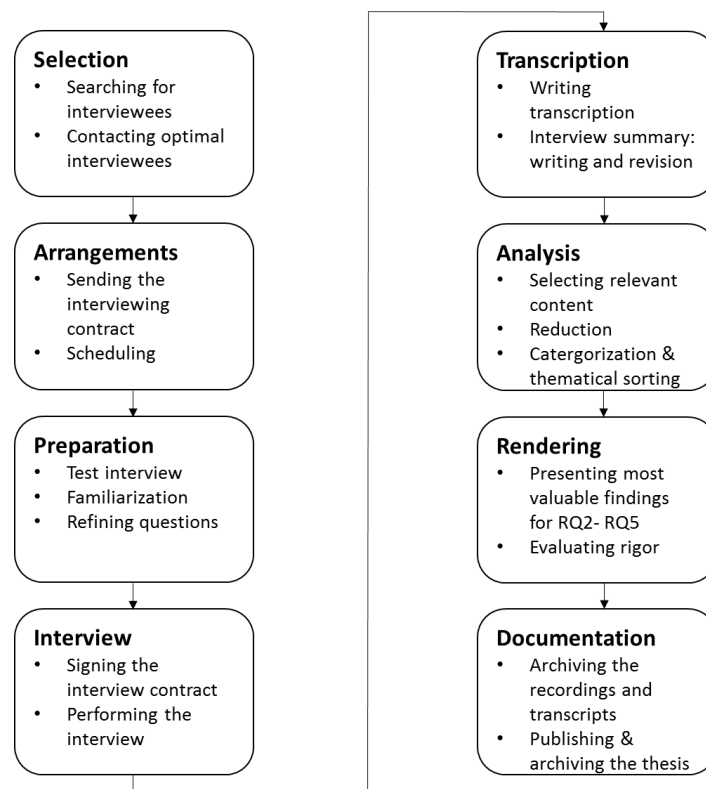 Selection
• Searching for
interviewees
• Contacting optimal
interviewees
Arrangements
• Sending the
interviewing
contract
• Scheduling
Preparation
• Test interview
• Familiarization
• Refining questions
Interview
• Signing the
interview contract
• Performing the
interview
Transcription
• Writing
transcription
• Interview summary:
writing and revision
Analysis
• Selecting relevant
content
• Reduction
• Catergorization &
thematical sorting
Rendering
• Presenting most
valuable findings
for RQ2- RQ5
• Evaluating rigor
Documentation
• Archiving the
recordings and
transcripts
• Publishing &
archiving the thesis